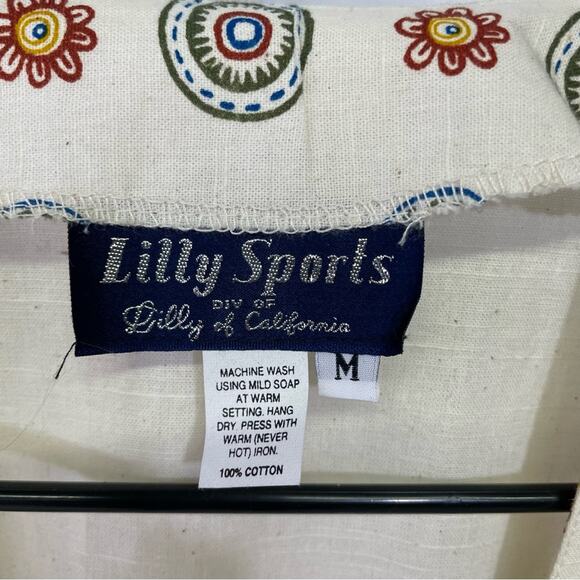 Lilly Sports
DIV OF
Lilly of California
M
MACHINE WASH
USING MILD SOAP
AT WARM
SETTING. HANG
DRY. PRESS WITH
WARM (NEVER
HOT) IRON.
100% COTTON